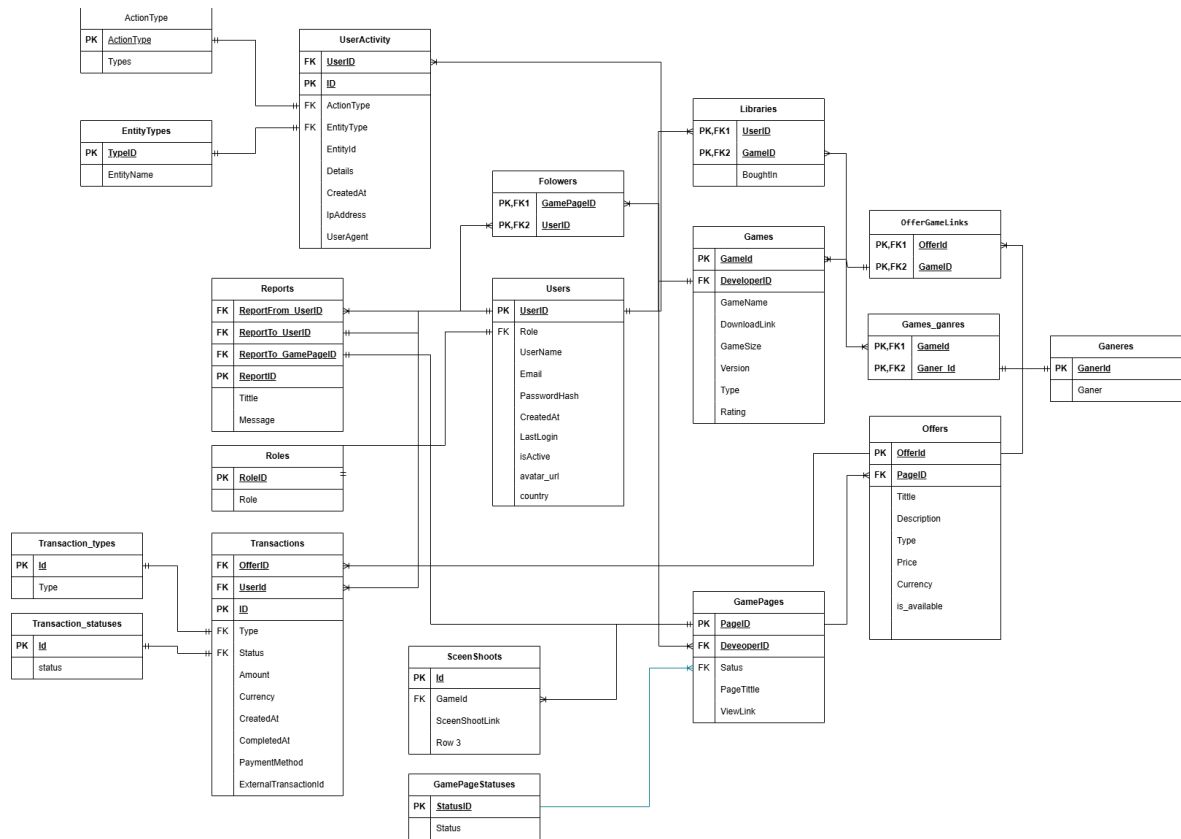 ActionType
PK ActionType
Types
EntityTypes
PK TypeID
EntityName
UserActivity
FK UserID
PK ID
FK ActionType
FK EntityType
EntityId
Details
CreatedAt
IpAddress
UserAgent
Folowers
PK,FK1 GamePageID
PK,FK2 UserID
Libraries
PK,FK1 UserID
PK,FK2 GameID
BoughtIn
Games
PK GameId
FK DeveloperID
GameName
DownloadLink
GameSize
Version
Type
Rating
OfferGameLinks
PK,FK1 OfferId
PK,FK2 GameID
Games_ganres
PK,FK1 GameId
PK,FK2 Ganer_Id
Ganeres
PK GanerId
Ganer
Reports
FK ReportFrom_UserID
FK ReportTo_UserID
FK ReportTo_GamePageID
PK ReportID
Tittle
Message
Users
PK UserID
FK Role
UserName
Email
PasswordHash
CreatedAt
LastLogin
isActive
avatar_url
country
Roles
PK RoleID
Role
Offers
PK OfferId
FK PageID
Tittle
Description
Type
Price
Currency
is_available
Transaction_types
PK Id
Type
Transaction_statuses
PK Id
status
Transactions
FK OfferID
FK UserId
PK ID
FK Type
FK Status
Amount
Currency
CreatedAt
CompletedAt
PaymentMethod
ExternalTransactionId
SceenShoots
PK Id
FK GameId
SceenShootLink
Row 3
GamePages
PK PageID
FK DeveoperID
FK Satus
PageTittle
ViewLink
GamePageStatuses
PK StatusID
Status